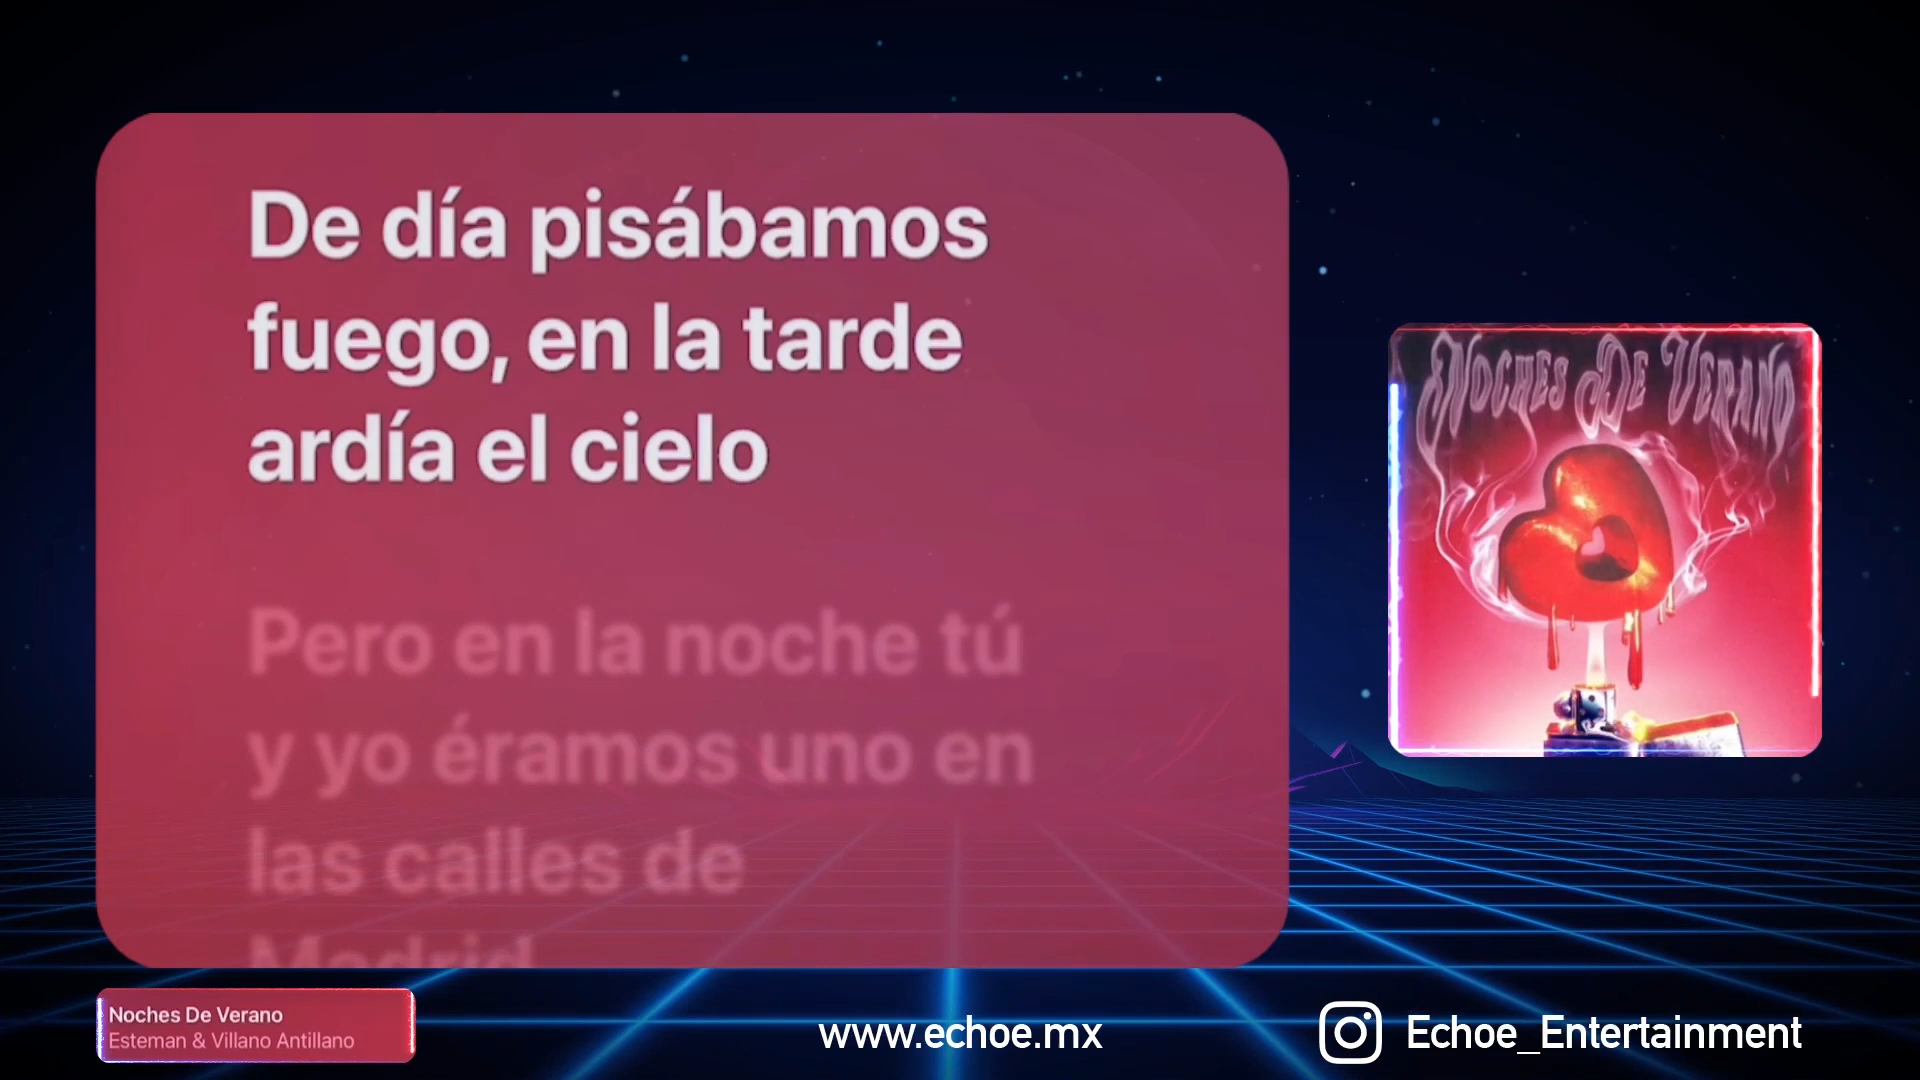 De día pisábamos
fuego, en la tarde
ardía el cielo
Pero en la noche tú
y yo éramos uno en
las calles de
Madrid
NOCHES DE VERANO
Noches De Verano
Esteman & Villano Antillano
www.echoe.mx
Echoe_Entertainment